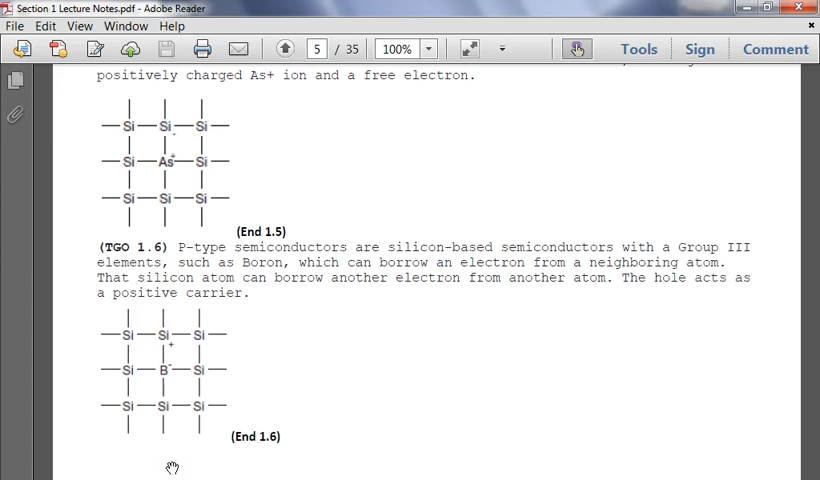 Section 1 Lecture Notes.pdf - Adobe Reader
File Edit View Window Help
5 / 35 100% Tools Sign Comment
positively charged As+ ion and a free electron.
Si Si Si
-
Si As+ Si
Si Si Si
(End 1.5)
(TGO 1.6) P-type semiconductors are silicon-based semiconductors with a Group III
elements, such as Boron, which can borrow an electron from a neighboring atom.
That silicon atom can borrow another electron from another atom. The hole acts as
a positive carrier.
Si Si Si
+
Si B- Si
Si Si Si
(End 1.6)